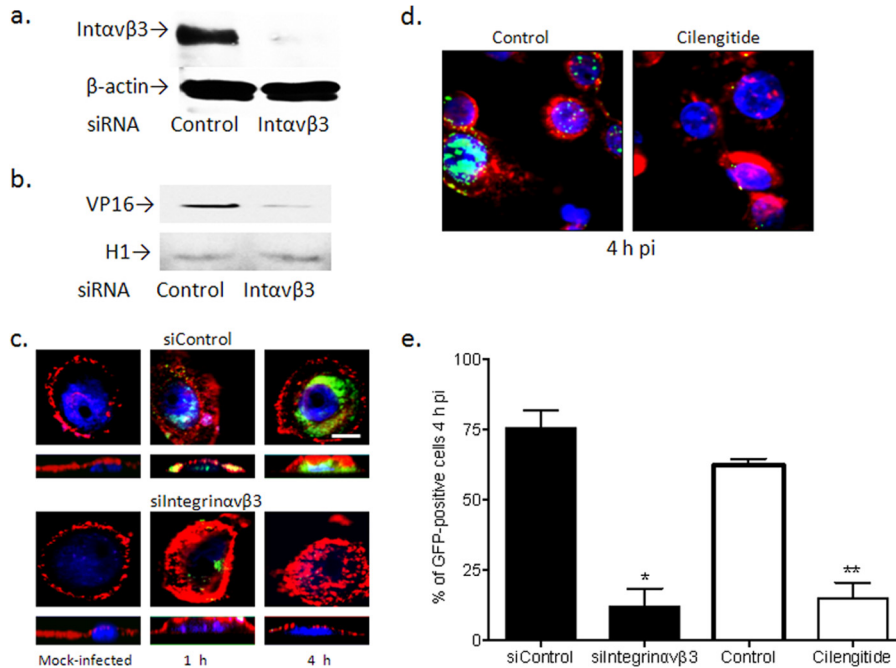 a.
Intαvβ3→
β-actin→
siRNA Control Intαvβ3
b.
VP16→
H1→
siRNA Control Intαvβ3
c.
siControl
siIntegrinαvβ3
Mock-infected 1 h 4 h
d.
Control Cilengitide
4 h pi
e.
% of GFP-positive cells 4 h pi
100
75
50
25
0
*
**
siControl siIntegrinαvβ3 Control Cilengitide